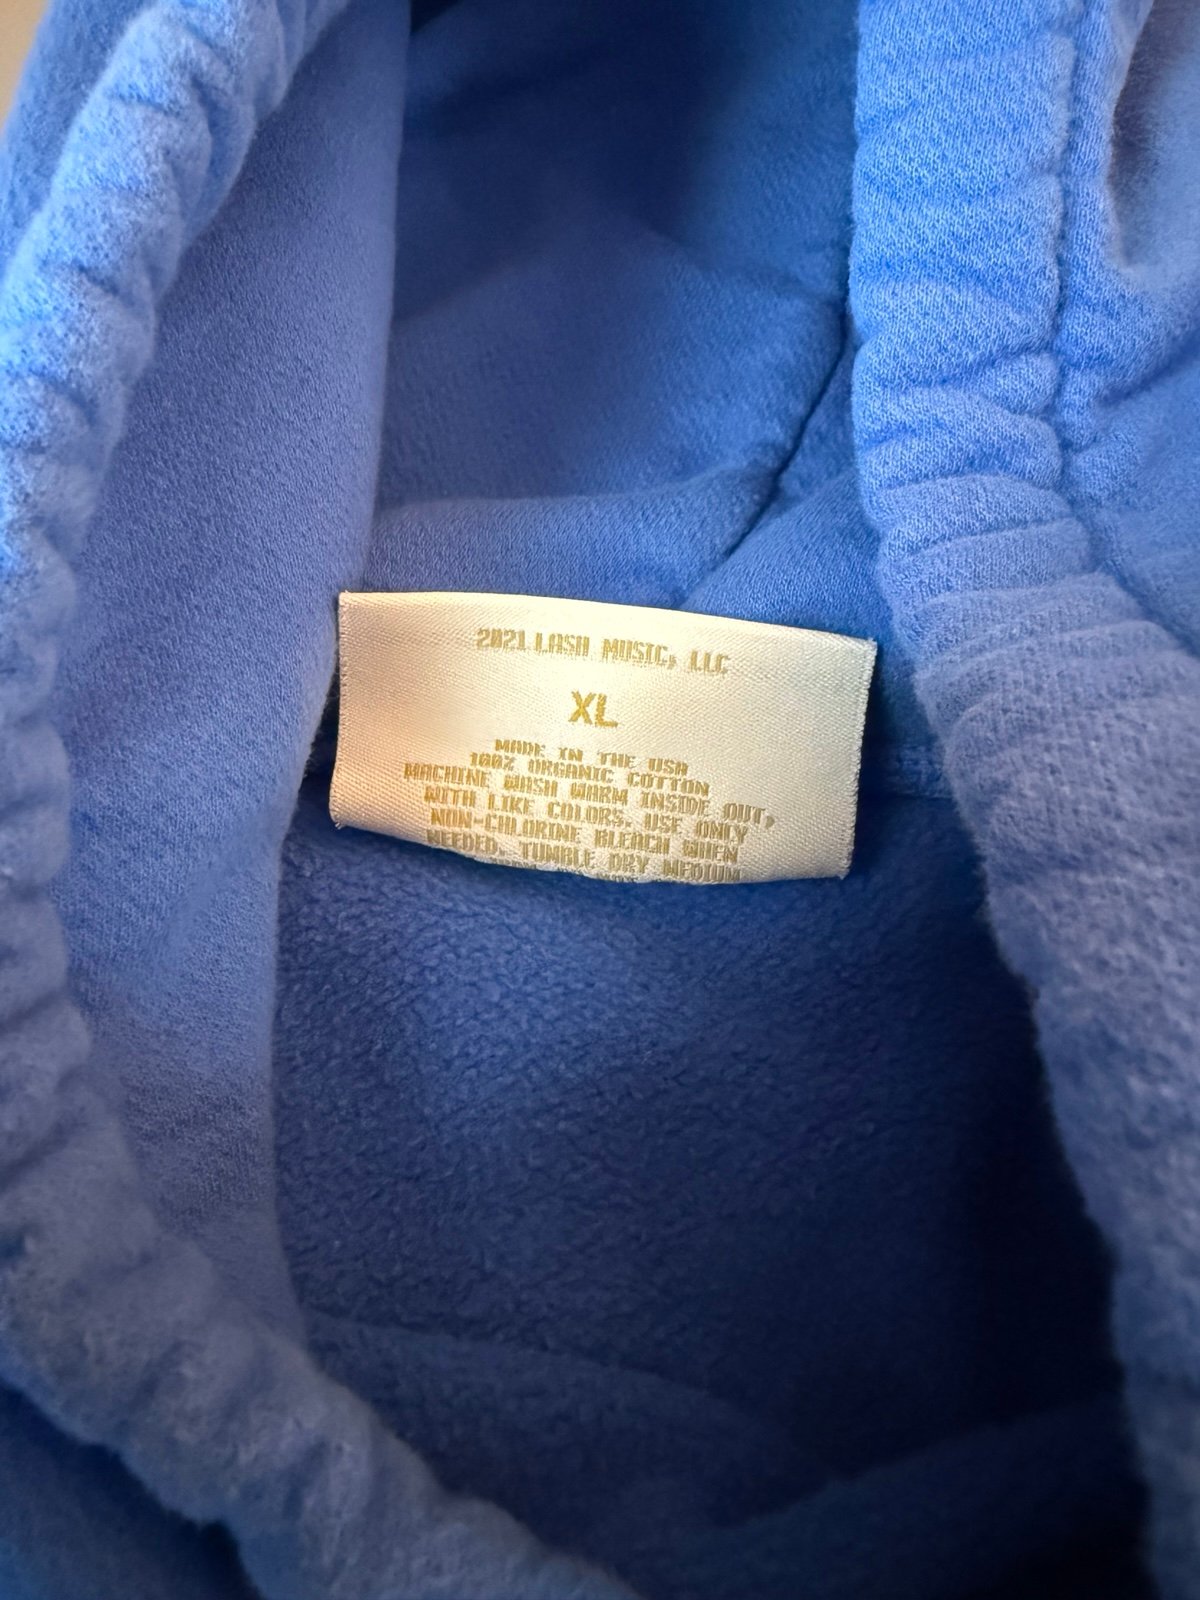 2021 LASH MUSIC, LLC
XL
MADE IN THE USA
100% ORGANIC COTTON
MACHINE WASH WARM INSIDE OUT,
WITH LIKE COLORS. USE ONLY
NON-CHLORINE BLEACH WHEN
NEEDED. TUMBLE DRY MEDIUM